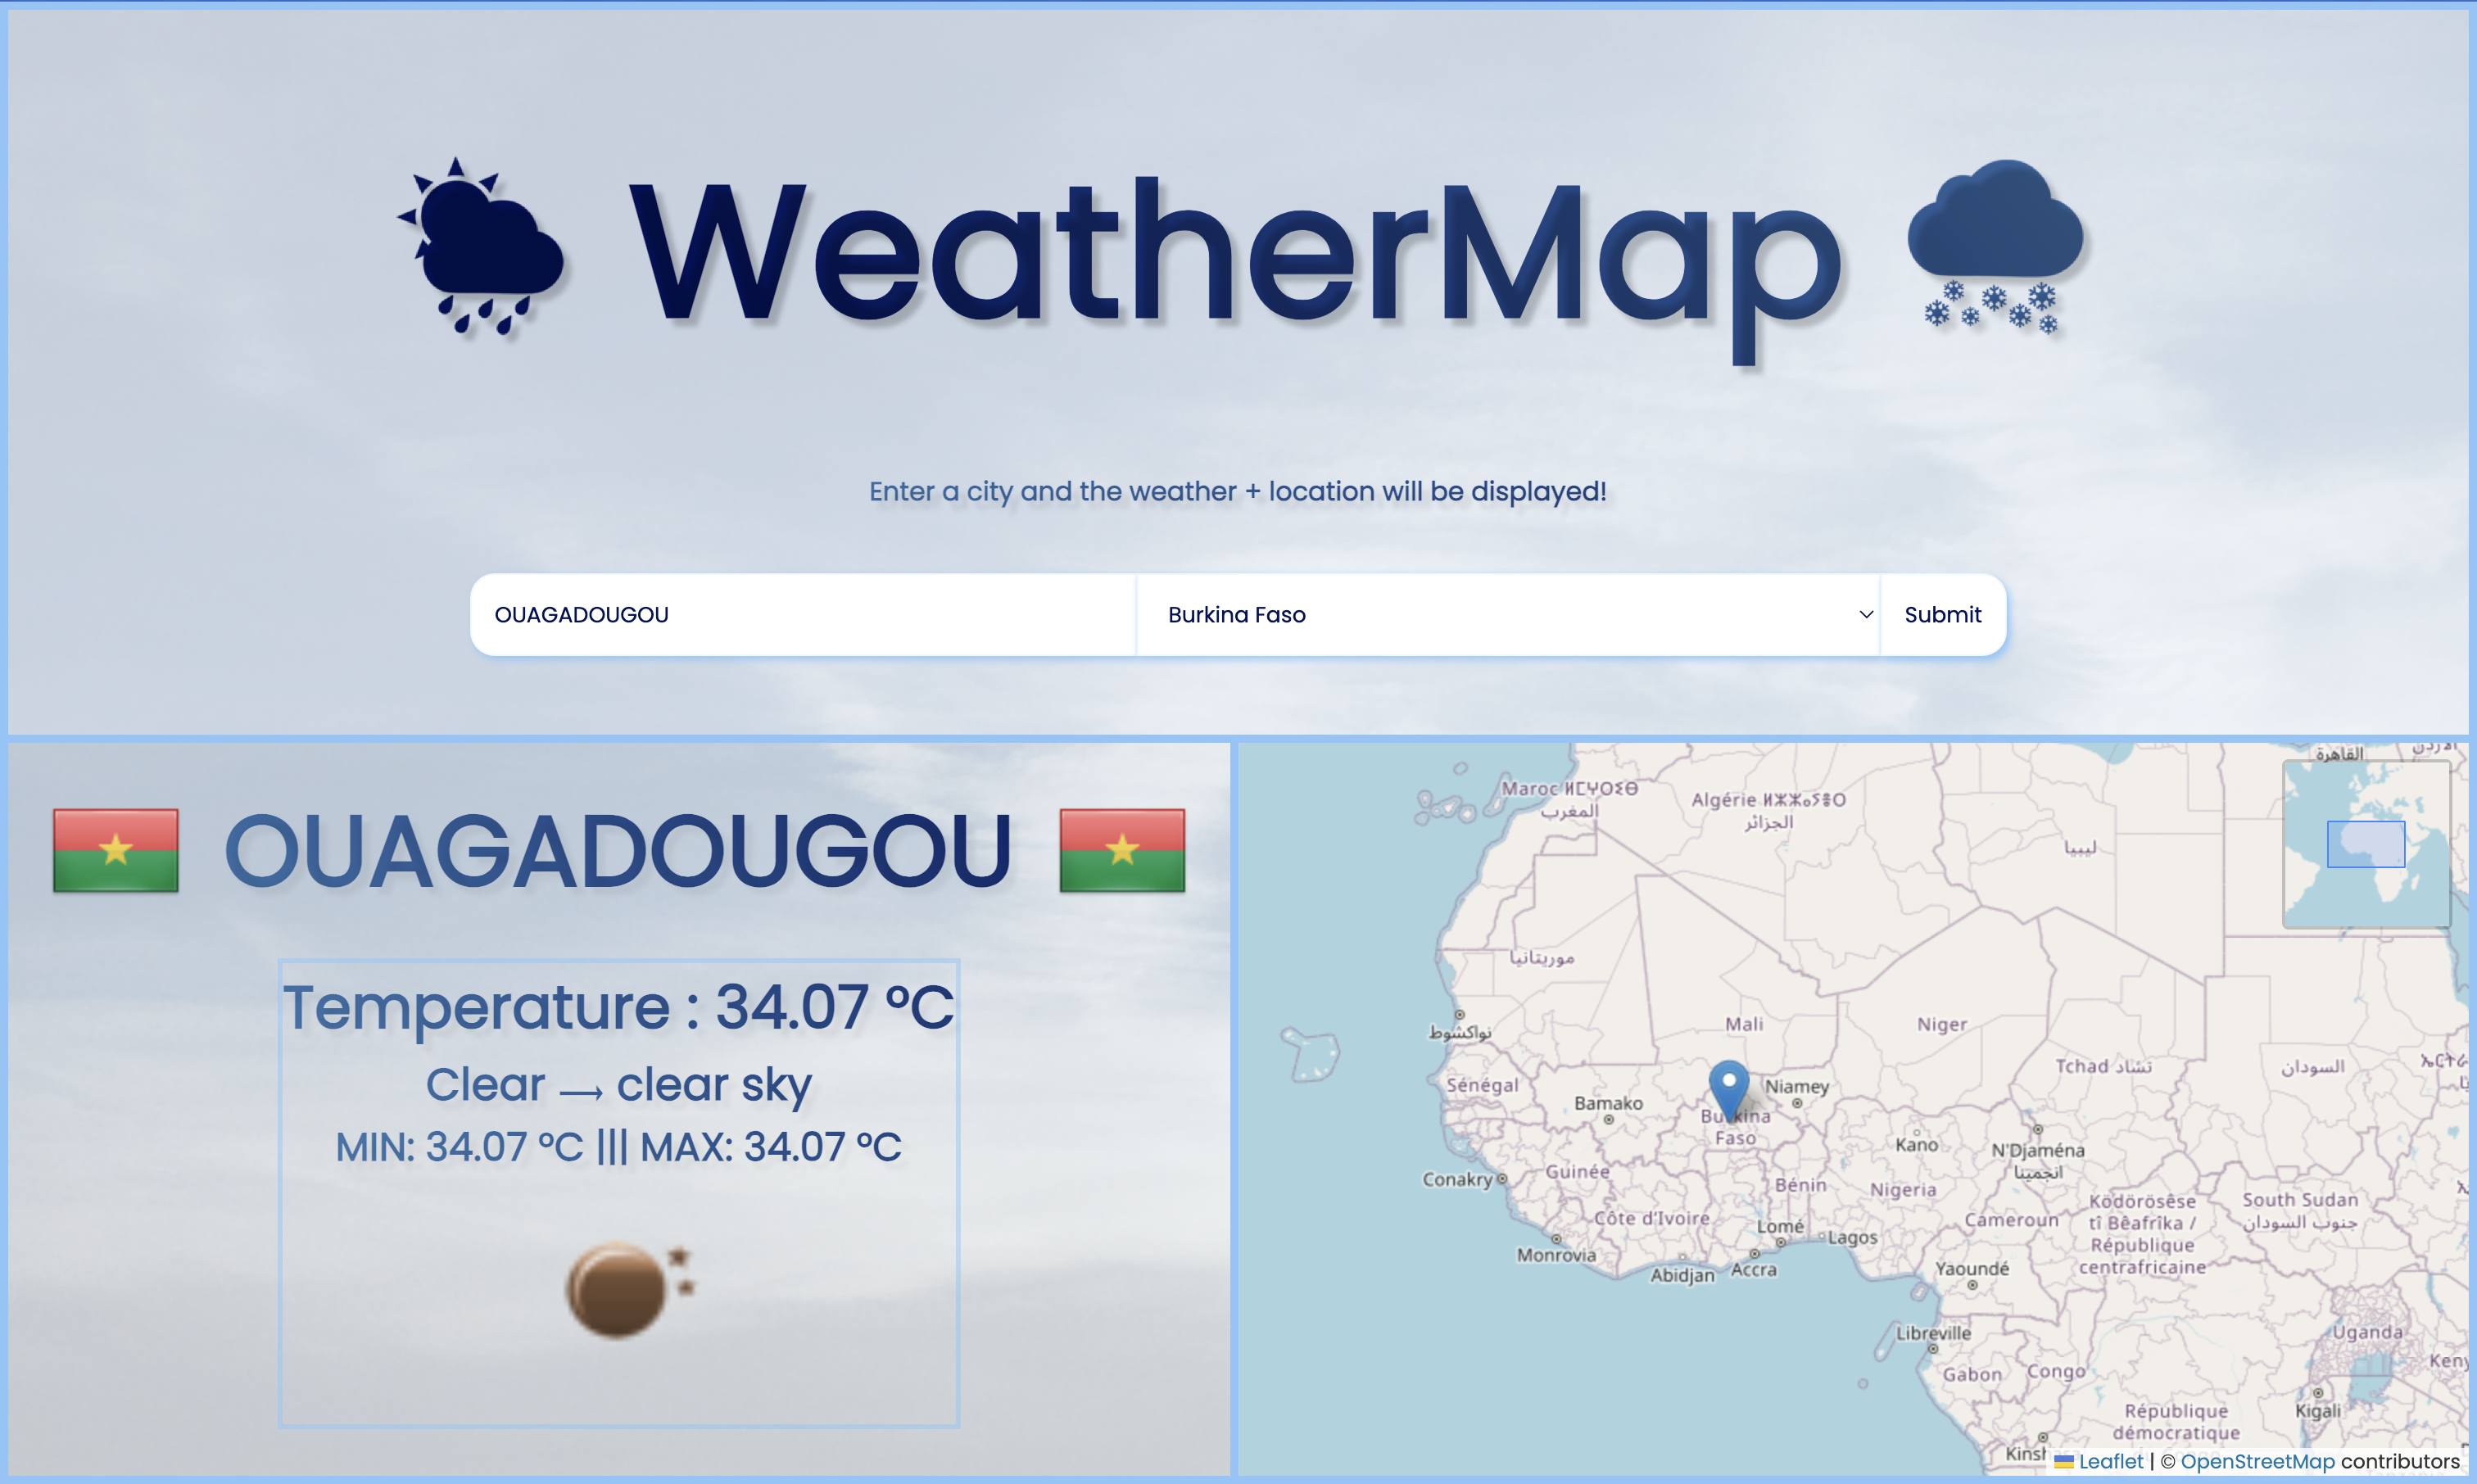 WeatherMap
Enter a city and the weather + location will be displayed!
OUAGADOUGOU
Burkina Faso
Submit
OUAGADOUGOU
Temperature : 34.07 °C
Clear ⟶ clear sky
MIN: 34.07 °C ||| MAX: 34.07 °C
القاهرة
Maroc ⵍⵎⵖⵔⵉⴱ
المغرب
Algérie ⵍⵣⵣⴰⵢⴻⵔ
الجزائر
ليبيا
موريتانيا
نواكشوط
Mali
Niger
Tchad تشاد
السودان
Sénégal
Niamey
Bamako
Burkina
Faso
Kano
N'Djaména
انجمينا
Conakry
Guinée
Bénin
Nigeria
Ködörösêse
tî Bêafrîka /
République
centrafricaine
South Sudan
جنوب السودان
Côte d'Ivoire
Lomé
Cameroun
Lagos
Monrovia
Abidjan
Accra
Yaoundé
Libreville
Uganda
Gabon
Congo
Keny
Kigali
République
démocratique
Leaflet | © OpenStreetMap contributors